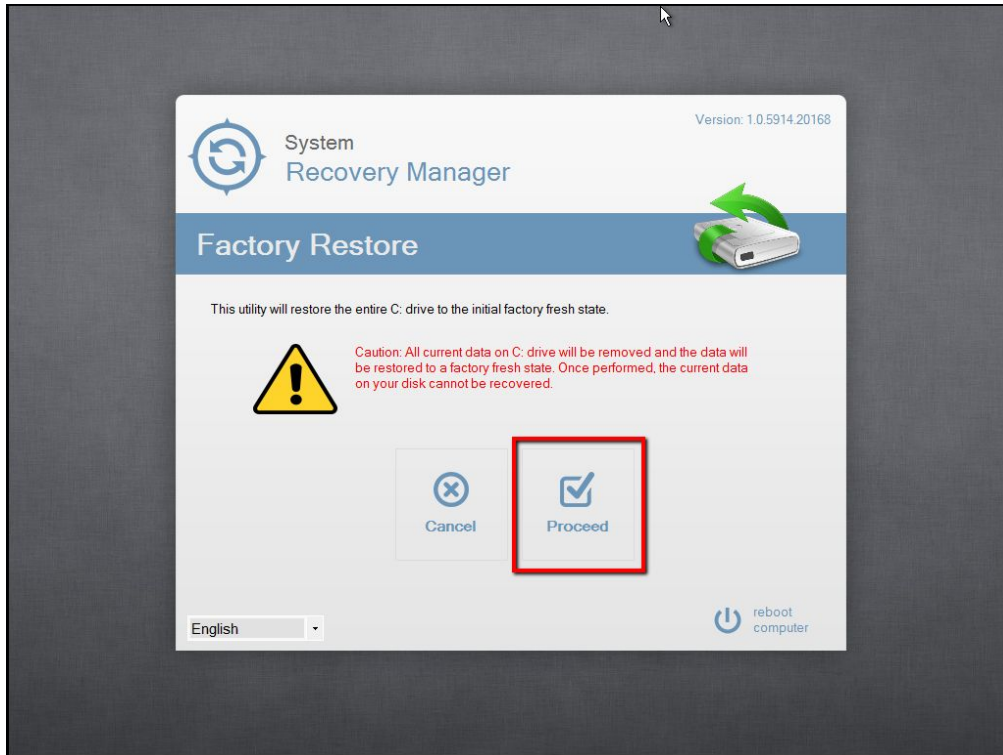 Version: 1.0.5914.20168
System
Recovery Manager
Factory Restore
This utility will restore the entire C: drive to the initial factory fresh state.
Caution: All current data on C: drive will be removed and the data will
be restored to a factory fresh state. Once performed, the current data
on your disk cannot be recovered.
Cancel
Proceed
English
reboot
computer